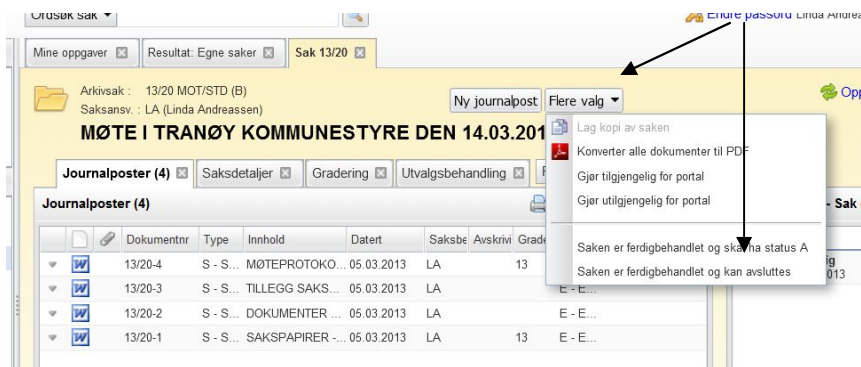 Ordsøk sak
Endre passord Linda Andrea
Mine oppgaver
Resultat: Egne saker
Sak 13/20
Arkivsak : 13/20 MOT/STD (B)
Saksansv. : LA (Linda Andreassen)
Ny journalpost
Flere valg
Opp
MØTE I TRANØY KOMMUNESTYRE DEN 14.03.201
Lag kopi av saken
Konverter alle dokumenter til PDF
Gjør tilgjengelig for portal
Gjør utilgjengelig for portal
Saken er ferdigbehandlet og skal ha status A
Saken er ferdigbehandlet og kan avsluttes
Journalposter (4)
Saksdetaljer
Gradering
Utvalgsbehandling
Journalposter (4)
- Sak
Dokumentnr Type Innhold Datert Saksbe Avskrivi Grade
13/20-4 S - S... MØTEPROTOKO... 05.03.2013 LA 13
13/20-3 S - S... TILLEGG SAKS... 05.03.2013 LA E - E...
13/20-2 S - S... DOKUMENTER ... 05.03.2013 LA E - E...
13/20-1 S - S... SAKSPAPIRER -... 05.03.2013 LA 13 E - E...
ig
013